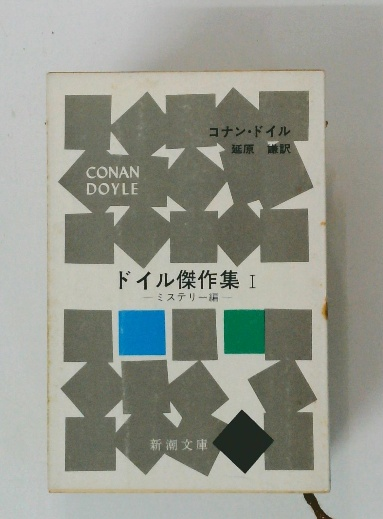 コナン・ドイル
延原 謙訳
CONAN
DOYLE
ドイル傑作集 I
―ミステリー編―
新潮文庫